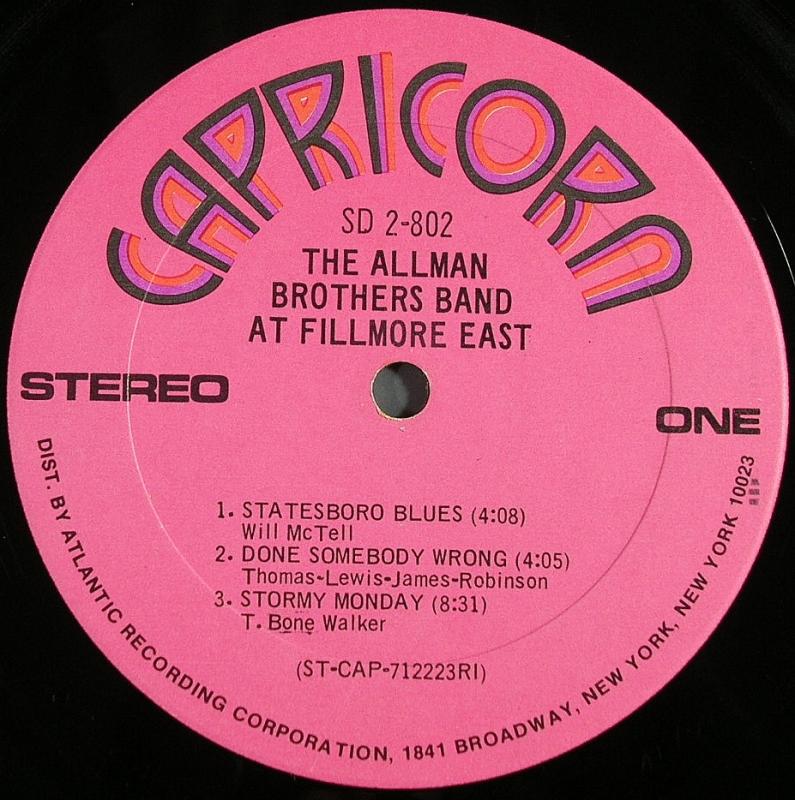 CAPRICORN
SD 2-802
THE ALLMAN
BROTHERS BAND
AT FILLMORE EAST
STEREO
ONE
1. STATESBORO BLUES (4:08)
Will McTell
2. DONE SOMEBODY WRONG (4:05)
Thomas-Lewis-James-Robinson
3. STORMY MONDAY (8:31)
T. Bone Walker
(ST-CAP-712223RI)
DIST. BY ATLANTIC RECORDING CORPORATION, 1841 BROADWAY, NEW YORK, NEW YORK 10023